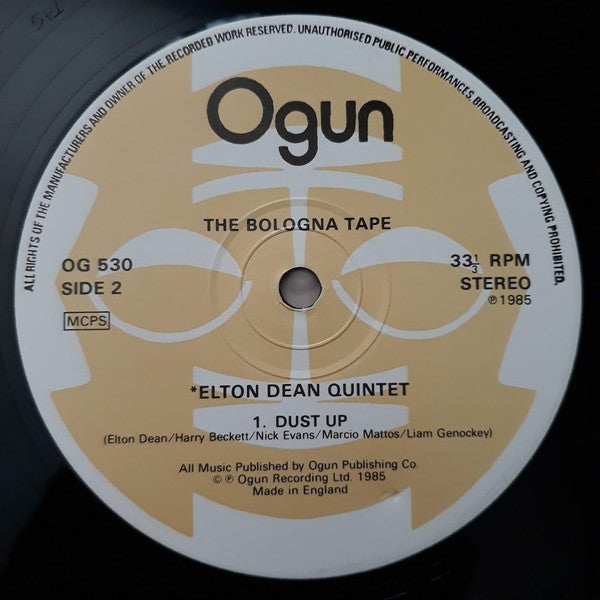 ALL RIGHTS OF THE MANUFACTURERS AND OWNER OF THE RECORDED WORK RESERVED. UNAUTHORISED PUBLIC PERFORMANCES, BROADCASTING AND COPYING PROHIBITED.
Ogun
THE BOLOGNA TAPE
OG 530
SIDE 2
MCPS
33⅓ RPM
STEREO
℗1985
*ELTON DEAN QUINTET
1. DUST UP
(Elton Dean/Harry Beckett/Nick Evans/Marcio Mattos/Liam Genockey)
All Music Published by Ogun Publishing Co.
© ℗ Ogun Recording Ltd. 1985
Made in England